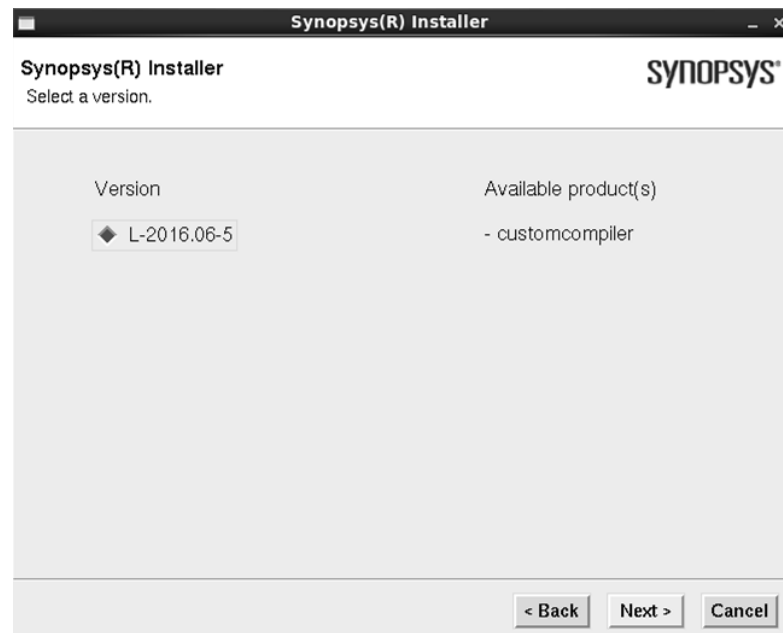 Synopsys(R) Installer
Synopsys(R) Installer
SYNOPSYS®
Select a version.
Version
Available product(s)
L-2016.06-5
- customcompiler
< Back
Next >
Cancel